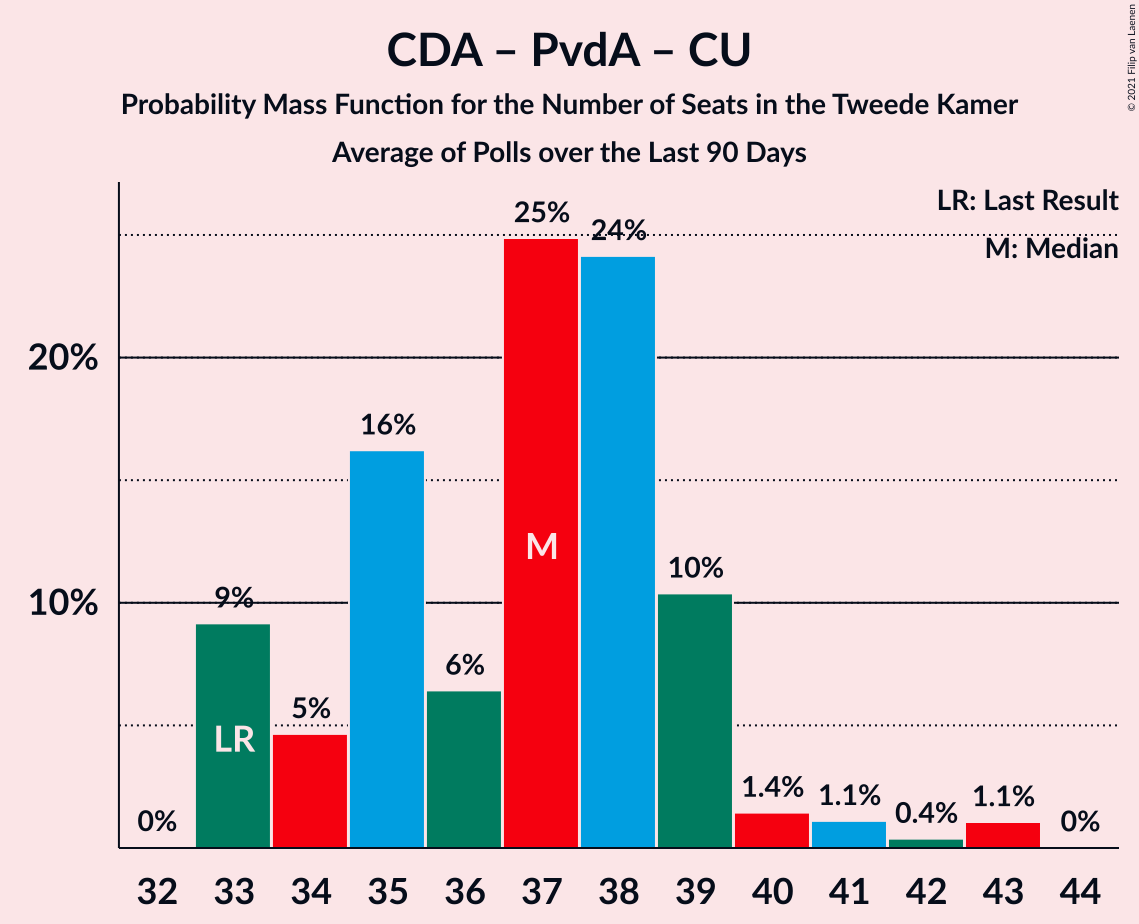 CDA – PvdA – CU
Probability Mass Function for the Number of Seats in the Tweede Kamer
Average of Polls over the Last 90 Days
© 2021 Filip van Laenen
LR: Last Result
M: Median
20%
10%
0%
9%
5%
16%
6%
25%
24%
10%
1.4%
1.1%
0.4%
1.1%
0%
LR
M
32 33 34 35 36 37 38 39 40 41 42 43 44